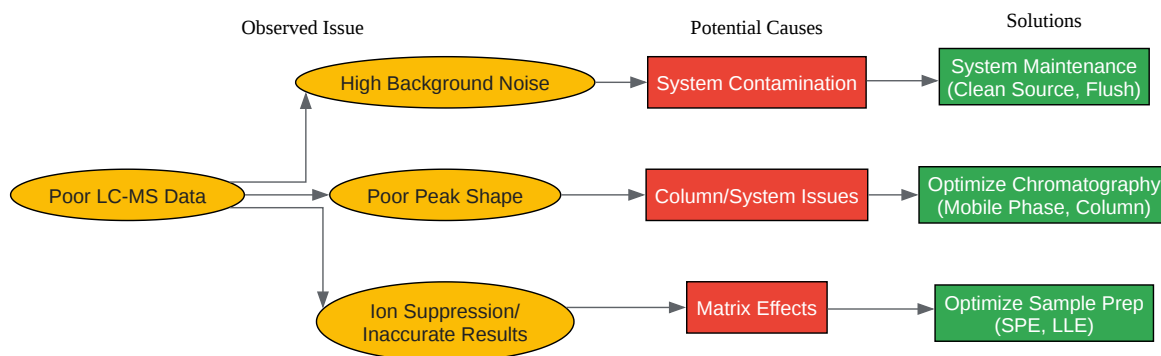 Observed Issue
Potential Causes
Solutions
High Background Noise
System Contamination
System Maintenance
(Clean Source, Flush)
Poor LC-MS Data
Poor Peak Shape
Column/System Issues
Optimize Chromatography
(Mobile Phase, Column)
Ion Suppression/
Inaccurate Results
Matrix Effects
Optimize Sample Prep
(SPE, LLE)